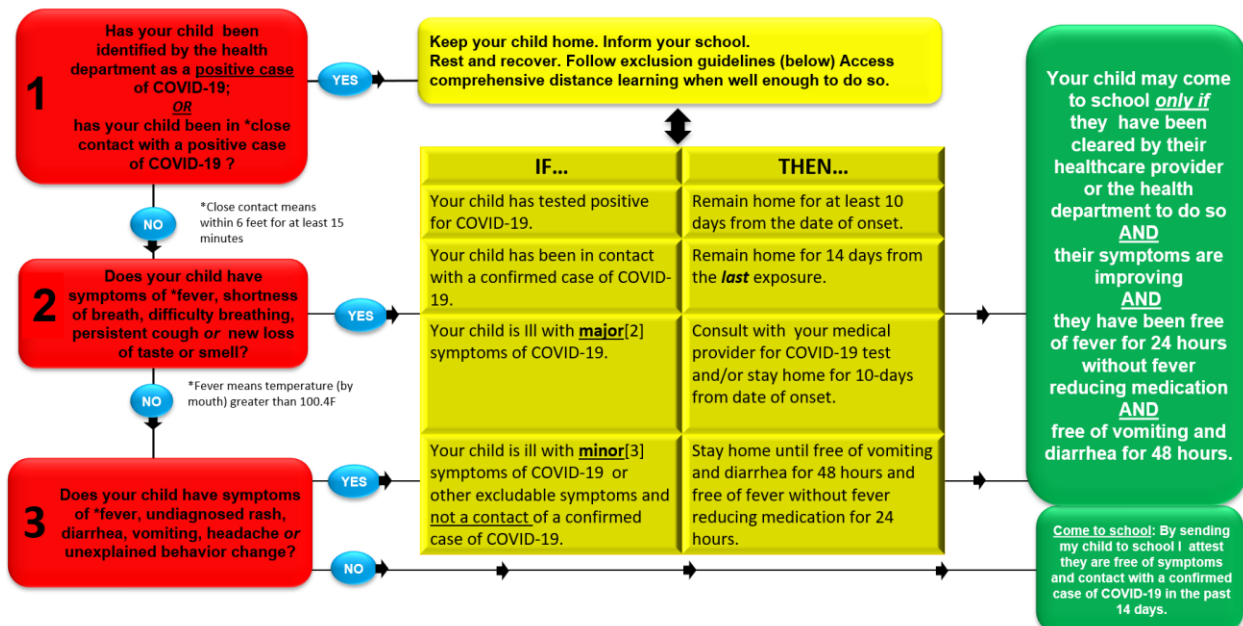 1
Has your child been
identified by the health
department as a positive case
of COVID-19;
OR
has your child been in *close
contact with a positive case
of COVID-19 ?
YES
Keep your child home. Inform your school.
Rest and recover. Follow exclusion guidelines (below) Access
comprehensive distance learning when well enough to do so.
NO
*Close contact means
within 6 feet for at least 15
minutes
2
Does your child have
symptoms of *fever, shortness
of breath, difficulty breathing,
persistent cough or new loss
of taste or smell?
YES
NO
*Fever means temperature (by
mouth) greater than 100.4F
3
Does your child have symptoms
of *fever, undiagnosed rash,
diarrhea, vomiting, headache or
unexplained behavior change?
YES
NO
IF...
THEN...
Your child has tested positive
for COVID-19.
Remain home for at least 10
days from the date of onset.
Your child has been in contact
with a confirmed case of COVID-
19.
Remain home for 14 days from
the last exposure.
Your child is Ill with major[2]
symptoms of COVID-19.
Consult with your medical
provider for COVID-19 test
and/or stay home for 10-days
from date of onset.
Your child is ill with minor[3]
symptoms of COVID-19 or
other excludable symptoms and
not a contact of a confirmed
case of COVID-19.
Stay home until free of vomiting
and diarrhea for 48 hours and
free of fever without fever
reducing medication for 24
hours.
Your child may come
to school only if
they have been
cleared by their
healthcare provider
or the health
department to do so
AND
their symptoms are
improving
AND
they have been free
of fever for 24 hours
without fever
reducing medication
AND
free of vomiting and
diarrhea for 48 hours.
Come to school: By sending
my child to school I attest
they are free of symptoms
and contact with a confirmed
case of COVID-19 in the past
14 days.